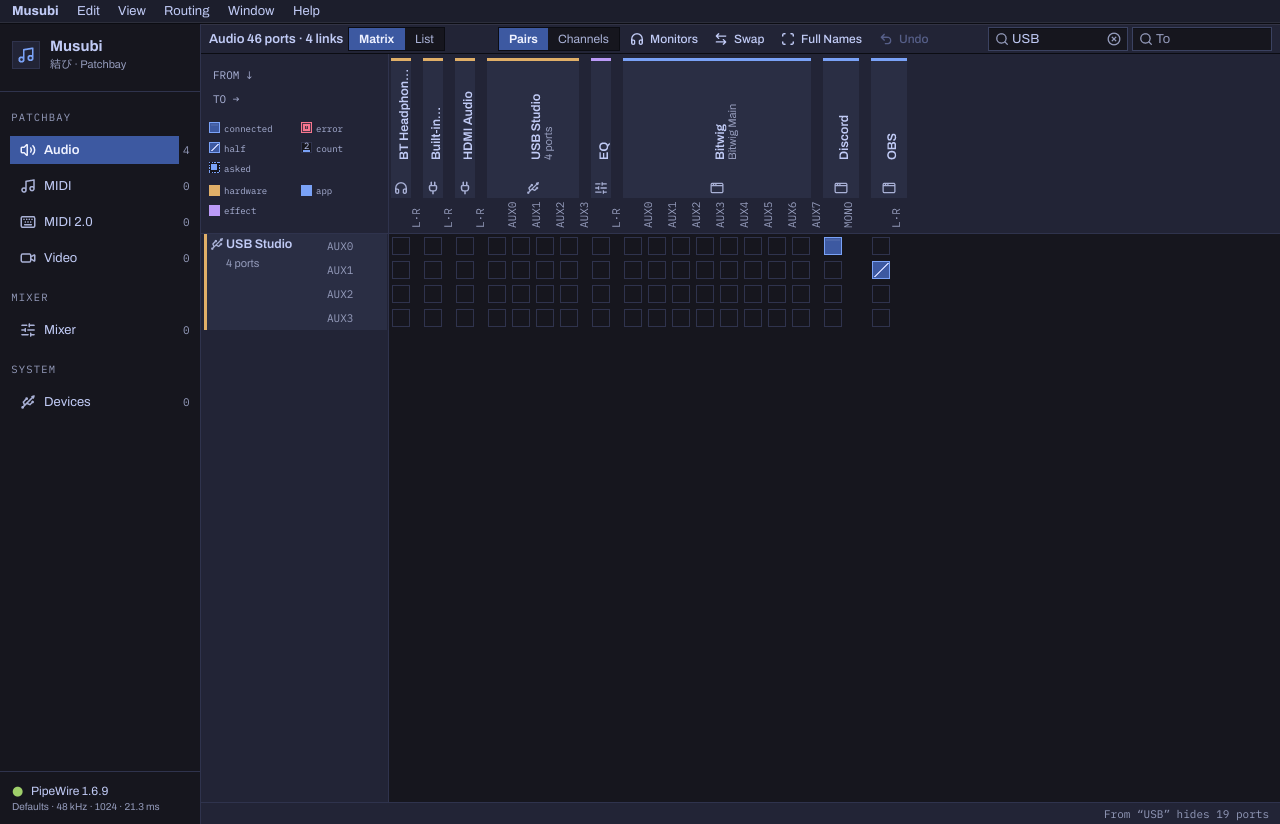 Musubi Edit View Routing Window Help
Musubi
結び · Patchbay
Audio 46 ports · 4 links Matrix List Pairs Channels Monitors Swap Full Names Undo USB To
PATCHBAY
Audio 4
MIDI 0
MIDI 2.0 0
Video 0
MIXER
Mixer 0
SYSTEM
Devices 0
FROM ↓
TO →
connected error
half 2 count
asked
hardware app
effect
BT Headphon…
Built-in…
HDMI Audio
USB Studio
4 ports
EQ
Bitwig
Bitwig Main
Discord
OBS
L·R L·R L·R AUX0 AUX1 AUX2 AUX3 L·R AUX0 AUX1 AUX2 AUX3 AUX4 AUX5 AUX6 AUX7 MONO L·R
USB Studio AUX0
4 ports AUX1
AUX2
AUX3
PipeWire 1.6.9
Defaults · 48 kHz · 1024 · 21.3 ms
From “USB” hides 19 ports